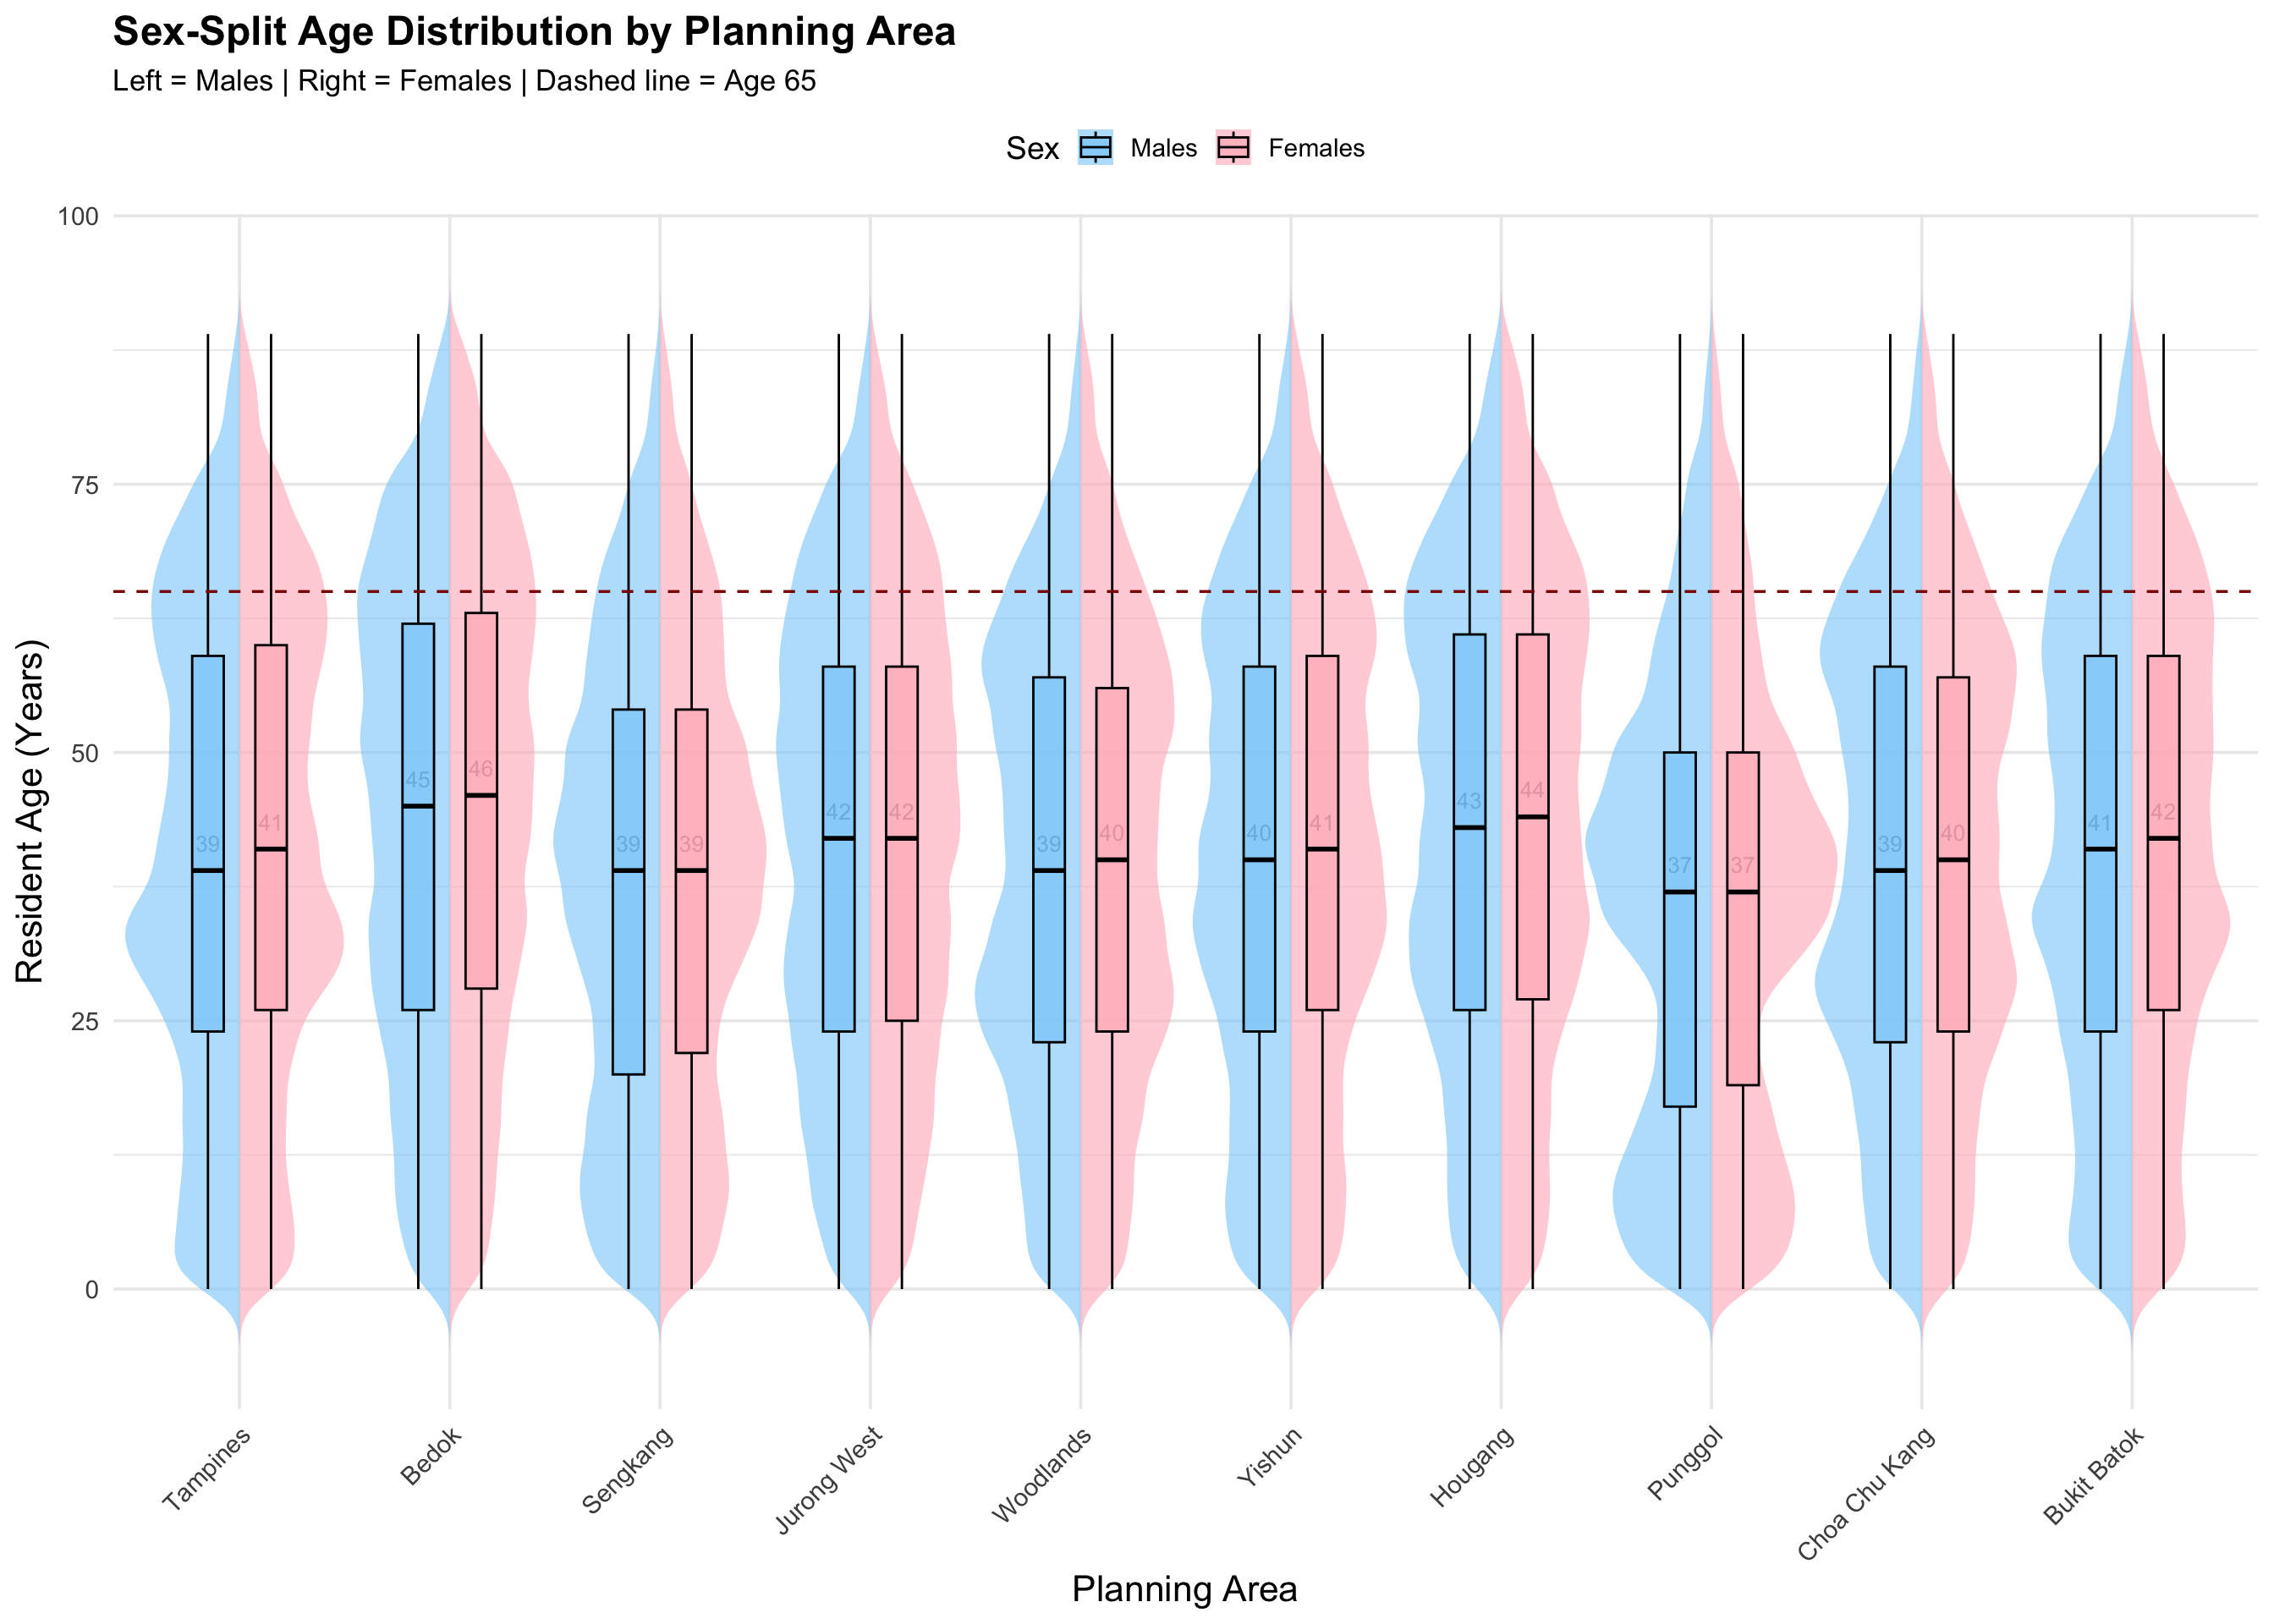 Sex-Split Age Distribution by Planning Area
Left = Males | Right = Females | Dashed line = Age 65
Sex Males Females
100
75
50
25
0
Resident Age (Years)
39
41
45
46
39
39
42
42
39
40
40
41
43
44
37
37
39
40
41
42
Tampines
Bedok
Sengkang
Jurong West
Woodlands
Yishun
Hougang
Punggol
Choa Chu Kang
Bukit Batok
Planning Area